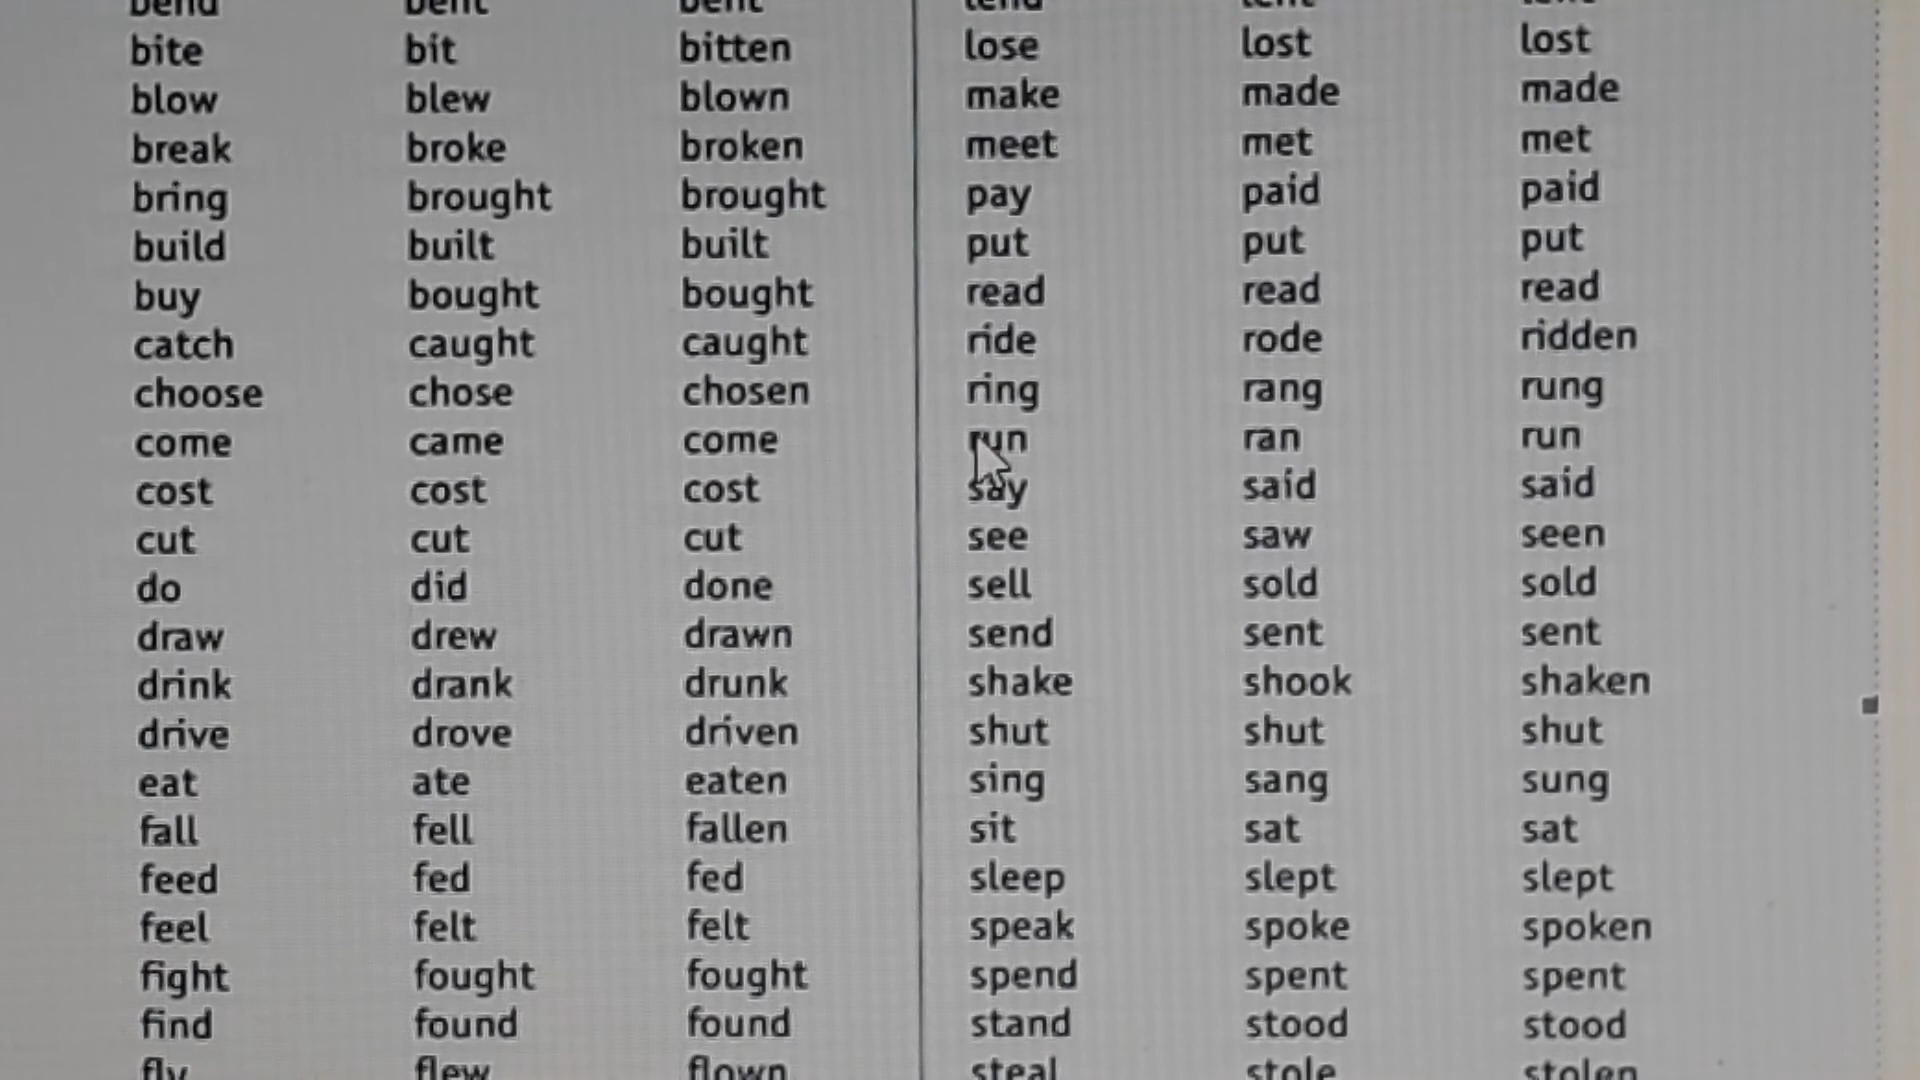 bend bent bent lend lent lent
bite bit bitten lose lost lost
blow blew blown make made made
break broke broken meet met met
bring brought brought pay paid paid
build built built put put put
buy bought bought read read read
catch caught caught ride rode ridden
choose chose chosen ring rang rung
come came come run ran run
cost cost cost say said said
cut cut cut see saw seen
do did done sell sold sold
draw drew drawn send sent sent
drink drank drunk shake shook shaken
drive drove driven shut shut shut
eat ate eaten sing sang sung
fall fell fallen sit sat sat
feed fed fed sleep slept slept
feel felt felt speak spoke spoken
fight fought fought spend spent spent
find found found stand stood stood
fly flew flown steal stole stolen